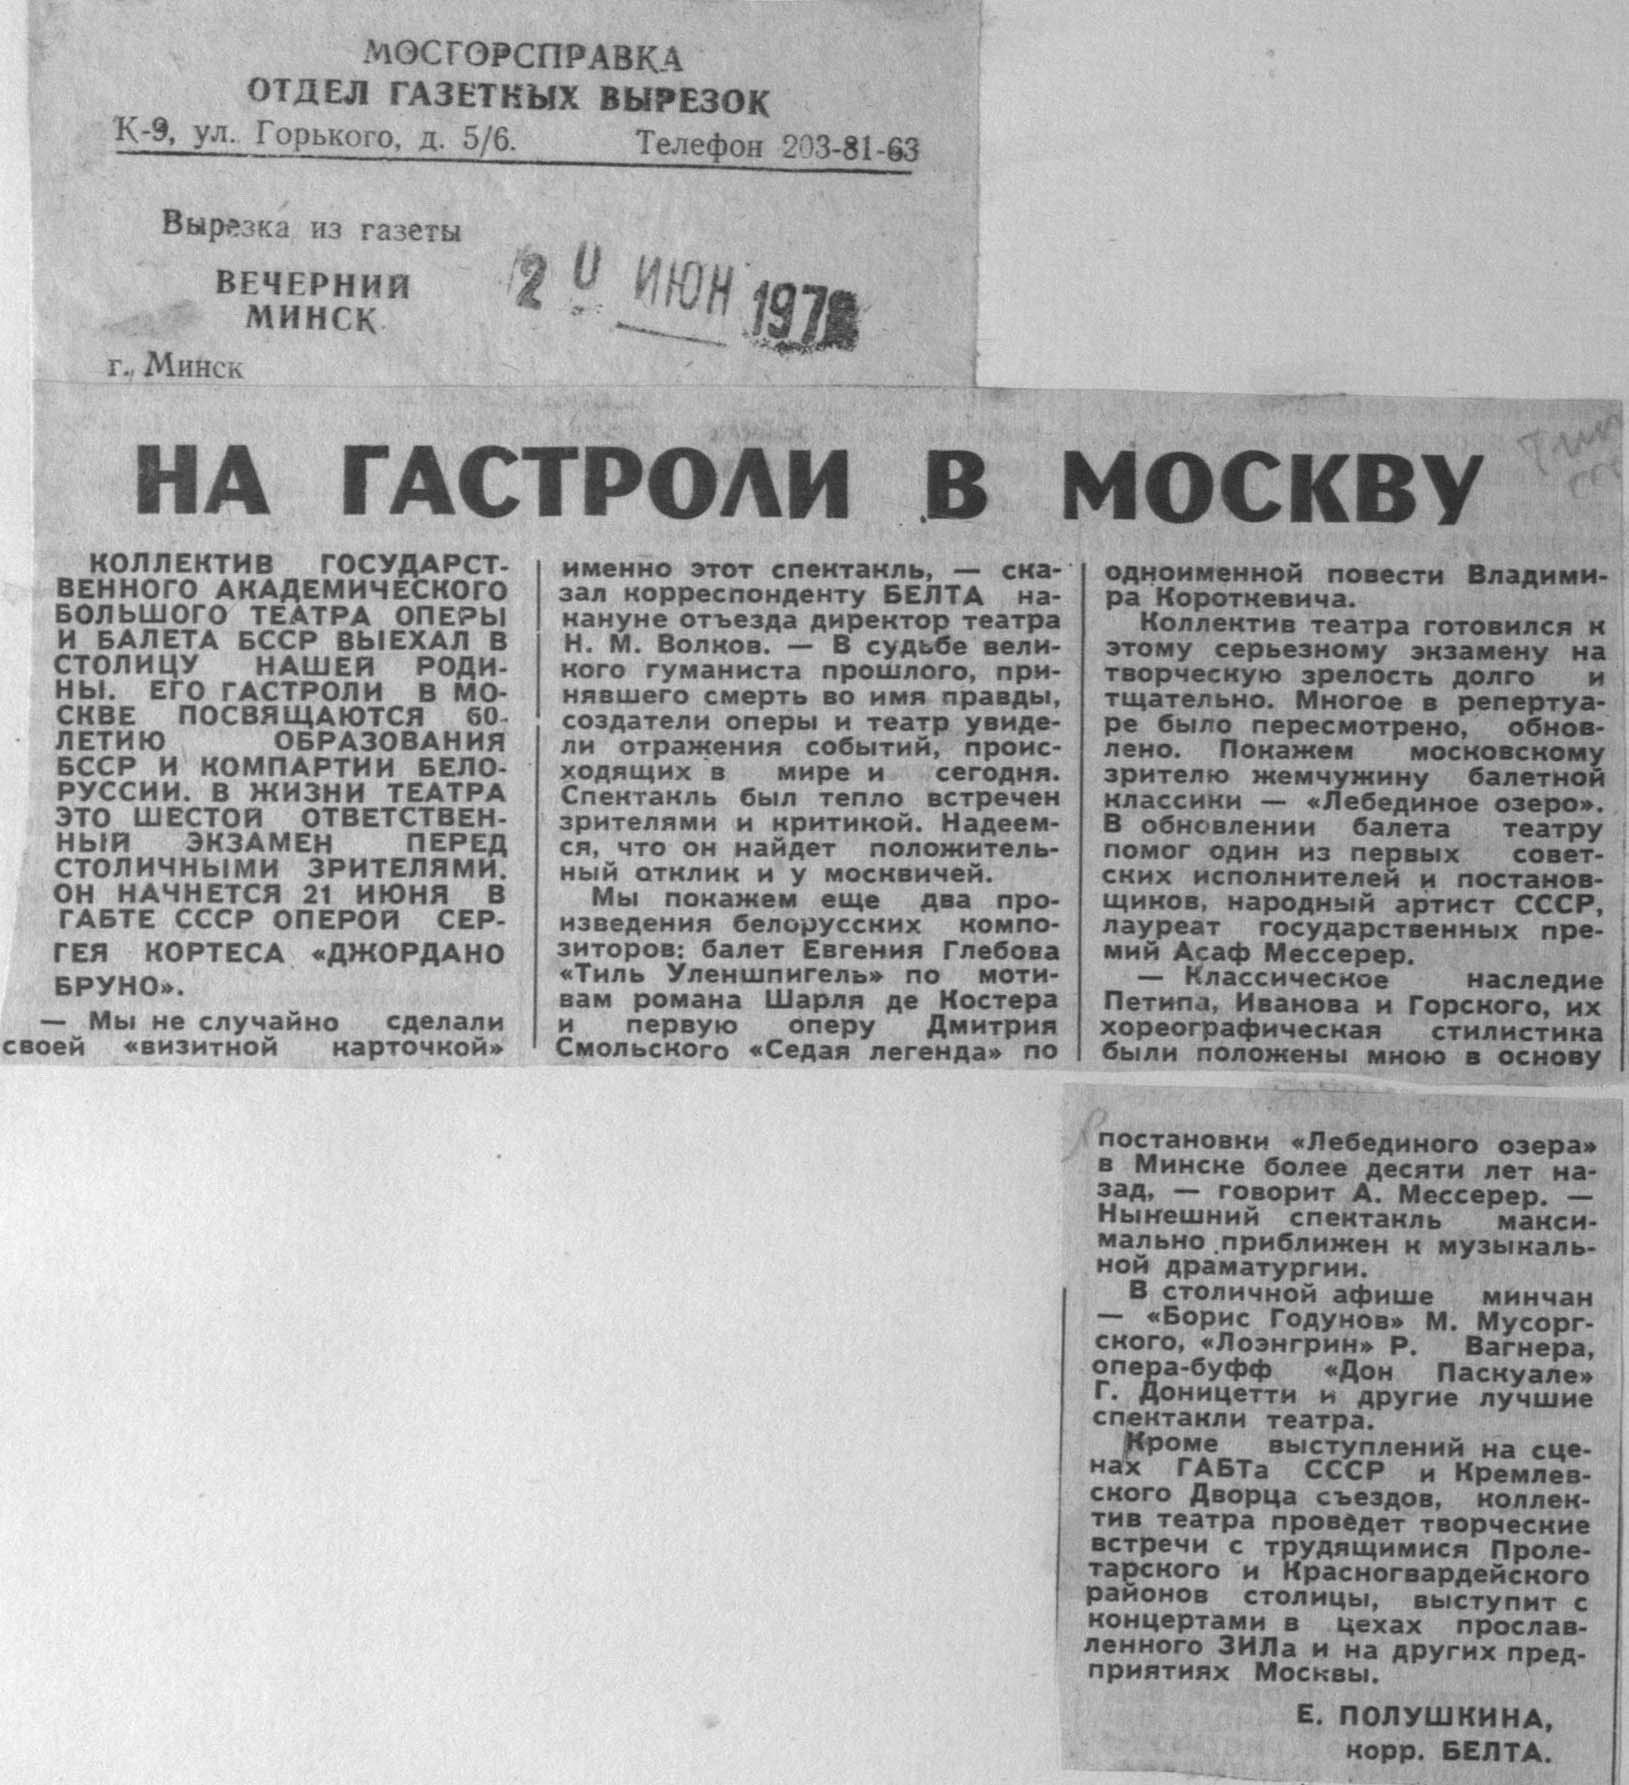 МОСГОРСПРАВКА
ОТДЕЛ ГАЗЕТНЫХ ВЫРЕЗОК
К-9, ул. Горького, д. 5/6. Телефон 203-81-63
Вырезка из газеты
ВЕЧЕРНИЙ
МИНСК
г. Минск
20 ИЮН
НА ГАСТРОЛИ В МОСКВУ
КОЛЛЕКТИВ ГОСУДАРСТ-
ВЕННОГО АКАДЕМИЧЕСКОГО
БОЛЬШОГО ТЕАТРА ОПЕРЫ
И БАЛЕТА БССР ВЫЕХАЛ В
СТОЛИЦУ НАШЕЙ РОДИ-
НЫ. ЕГО ГАСТРОЛИ В МО-
СКВЕ ПОСВЯЩАЮТСЯ 60-
ЛЕТИЮ ОБРАЗОВАНИЯ
БССР И КОМПАРТИИ БЕЛО-
РУССИИ. В ЖИЗНИ ТЕАТРА
ЭТО ШЕСТОЙ ОТВЕТСТВЕН-
НЫЙ ЭКЗАМЕН ПЕРЕД
СТОЛИЧНЫМИ ЗРИТЕЛЯМИ.
ОН НАЧНЕТСЯ 21 ИЮНЯ В
ГАБТЕ СССР ОПЕРОЙ СЕР-
ГЕЯ КОРТЕСА «ДЖОРДАНО
БРУНО».
— Мы не случайно сделали
своей «визитной карточкой»
именно этот спектакль, — ска-
зал корреспонденту БЕЛТА на-
кануне отъезда директор театра
Н. М. Волков. — В судьбе вели-
кого гуманиста прошлого, при-
нявшего смерть во имя правды,
создатели оперы и театр увиде-
ли отражения событий, проис-
ходящих в мире и сегодня.
Спектакль был тепло встречен
зрителями и критикой. Надеем-
ся, что он найдет положитель-
ный отклик и у москвичей.
Мы покажем еще два про-
изведения белорусских компо-
зиторов: балет Евгения Глебова
«Тиль Уленшпигель» по моти-
вам романа Шарля де Костера
и первую оперу Дмитрия
Смольского «Седая легенда» по
одноименной повести Владими-
ра Короткевича.
Коллектив театра готовился к
этому серьезному экзамену на
творческую зрелость долго и
тщательно. Многое в репертуа-
ре было пересмотрено, обнов-
лено. Покажем московскому
зрителю жемчужину балетной
классики — «Лебединое озеро».
В обновлении балета театру
помог один из первых совет-
ских исполнителей и постанов-
щиков, народный артист СССР,
лауреат государственных пре-
мий Асаф Мессерер.
— Классическое наследие
Петипа, Иванова и Горского, их
хореографическая стилистика
были положены мною в основу
постановки «Лебединого озера»
в Минске более десяти лет на-
зад, — говорит А. Мессерер. —
Нынешний спектакль макси-
мально приближен к музыкаль-
ной драматургии.
В столичной афише минчан
— «Борис Годунов» М. Мусорг-
ского, «Лоэнгрин» Р. Вагнера,
опера-буфф «Дон Паскуале»
Г. Доницетти и другие лучшие
спектакли театра.
Кроме выступлений на сце-
нах ГАБТа СССР и Кремлев-
ского Дворца съездов, коллек-
тив театра проведет творческие
встречи с трудящимися Проле-
тарского и Красногвардейского
районов столицы, выступит с
концертами в цехах прослав-
ленного ЗИЛа и на других пред-
приятиях Москвы.
Е. ПОЛУШКИНА,
корр. БЕЛТА.